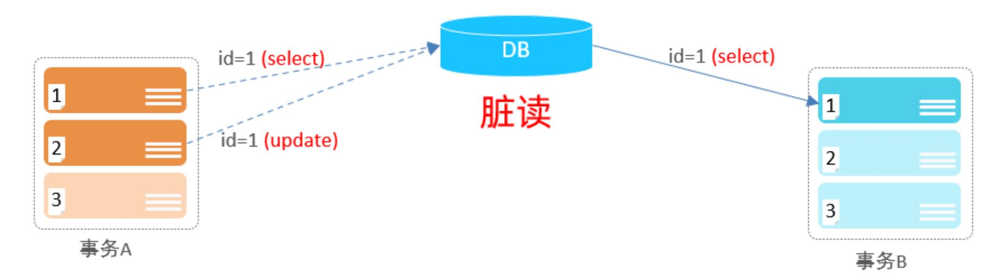 id=1 (select)
1
2
id=1 (update)
3
事务A
DB
脏读
id=1 (select)
1
2
3
事务B